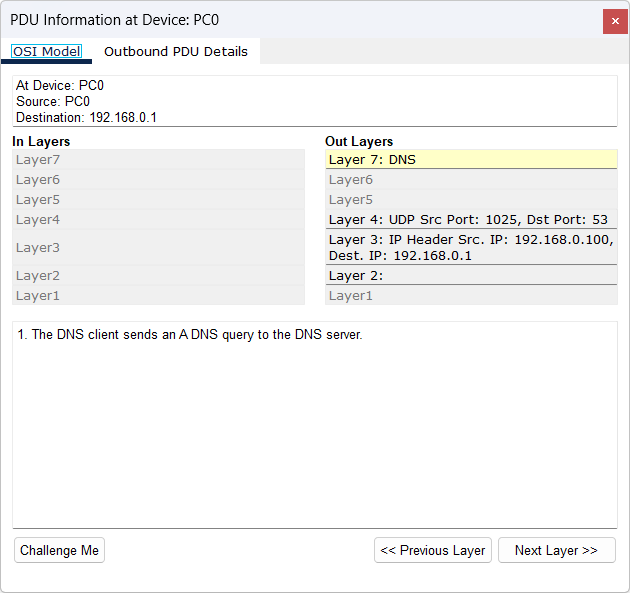 PDU Information at Device: PC0
OSI Model
Outbound PDU Details
At Device: PC0
Source: PC0
Destination: 192.168.0.1
In Layers
Layer7
Layer6
Layer5
Layer4
Layer3
Layer2
Layer1
Out Layers
Layer 7: DNS
Layer6
Layer5
Layer 4: UDP Src Port: 1025, Dst Port: 53
Layer 3: IP Header Src. IP: 192.168.0.100,
Dest. IP: 192.168.0.1
Layer 2:
Layer1
1. The DNS client sends an A DNS query to the DNS server.
Challenge Me
<< Previous Layer
Next Layer >>